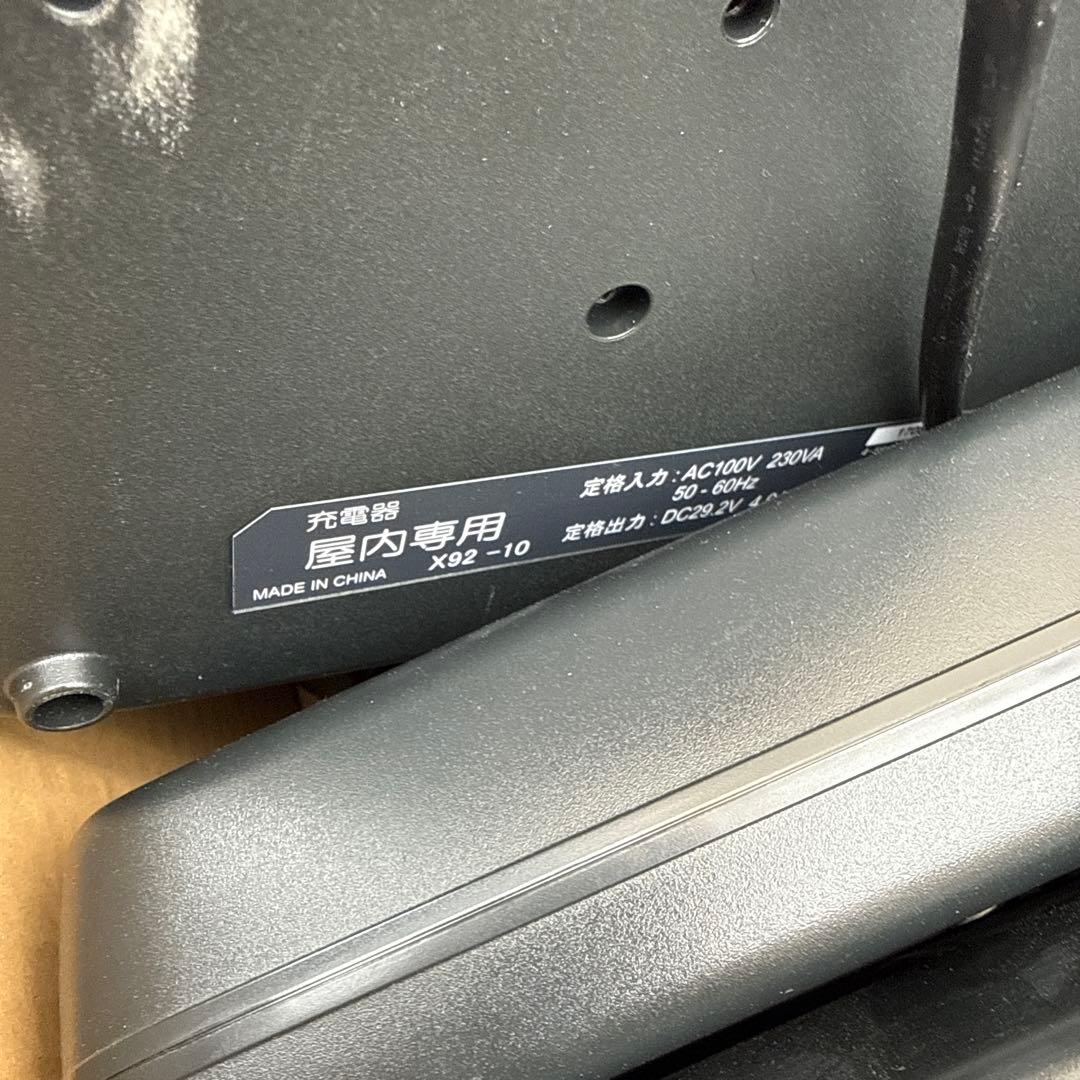 充電器
屋内専用
X92-10
MADE IN CHINA
定格入力:AC100V 230VA
50-60Hz
定格出力:DC29.2V